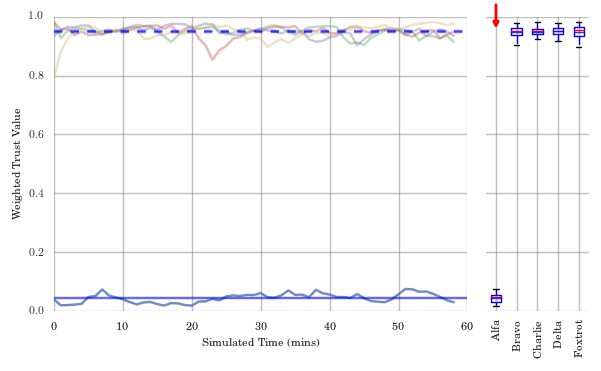 1.0
0.8
0.6
0.4
0.2
0.0
Weighted Trust Value
0 10 20 30 40 50 60
Simulated Time (mins)
Alfa
Bravo
Charlie
Delta
Foxtrot